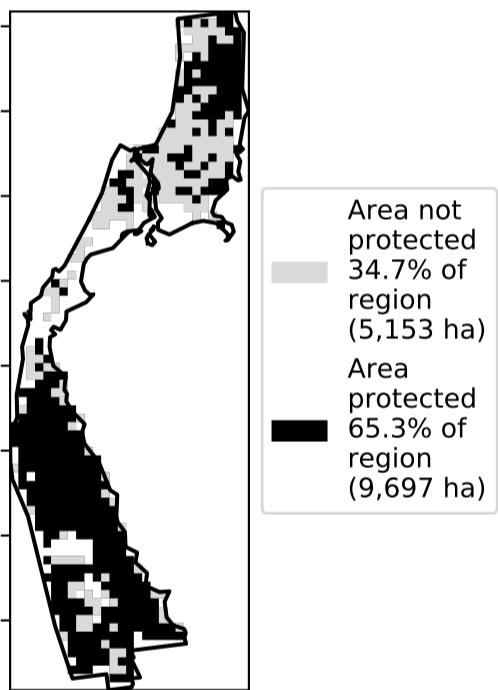 Area not
protected
34.7% of
region
(5,153 ha)
Area
protected
65.3% of
region
(9,697 ha)